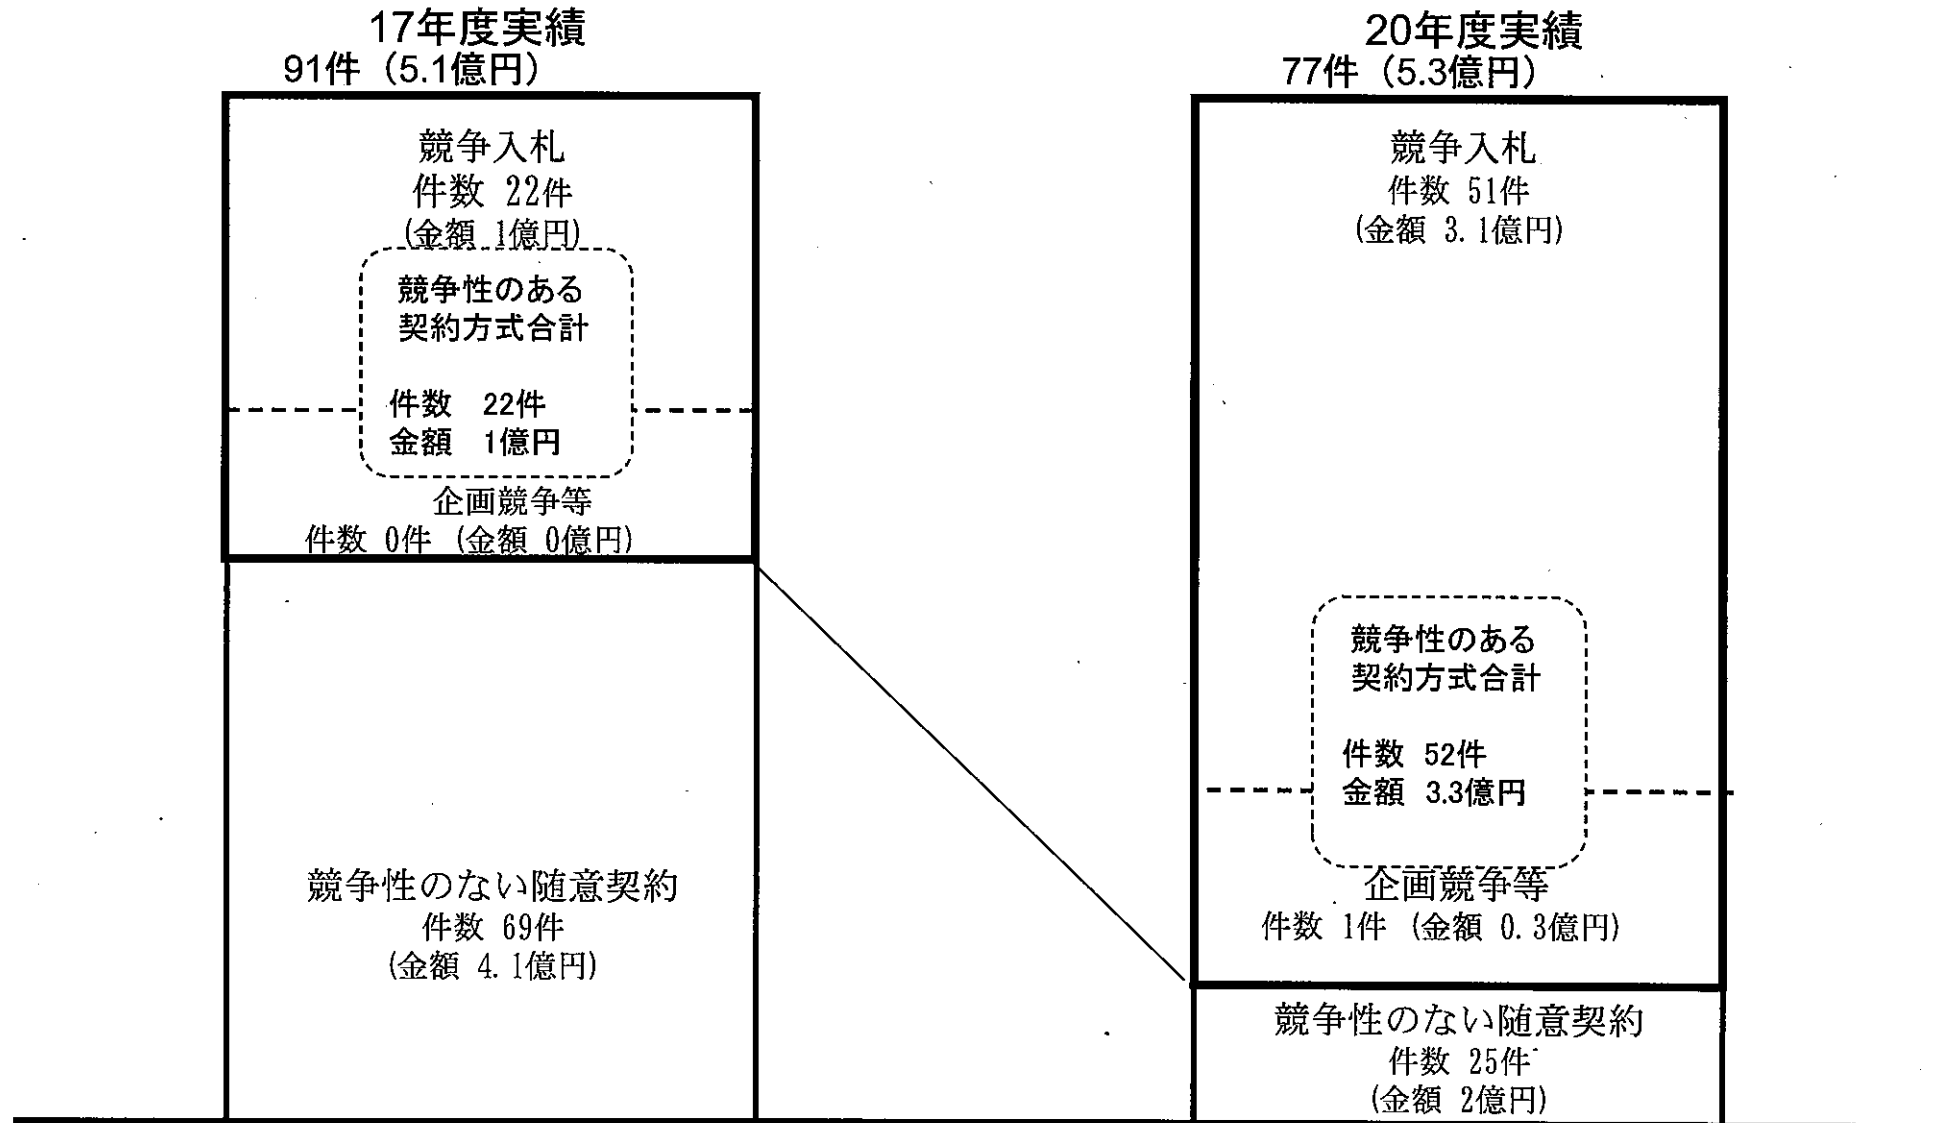 17年度実績
91件（5.1億円）
競争入札
件数 22件
(金額 1億円)
競争性のある
契約方式合計
件数 22件
金額 1億円
企画競争等
件数 0件 (金額 0億円)
競争性のない随意契約
件数 69件
(金額 4.1億円)
20年度実績
77件（5.3億円）
競争入札
件数 51件
(金額 3.1億円)
競争性のある
契約方式合計
件数 52件
金額 3.3億円
企画競争等
件数 1件 (金額 0.3億円)
競争性のない随意契約
件数 25件
(金額 2億円)